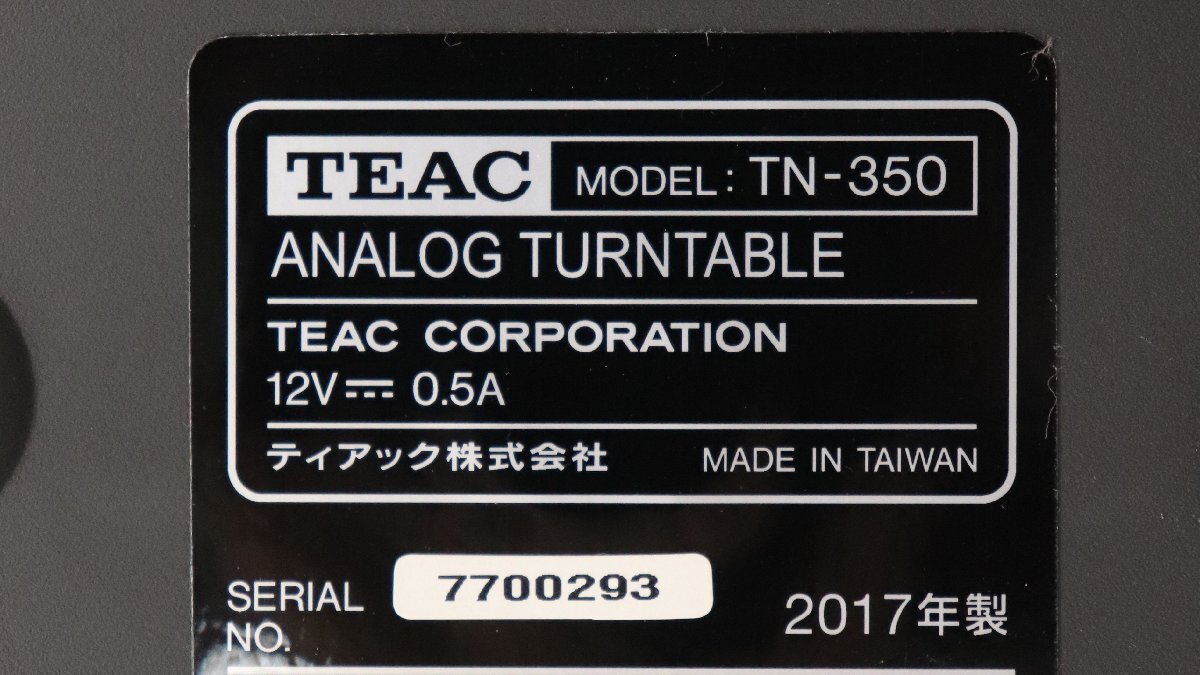 TEAC MODEL: TN-350
ANALOG TURNTABLE
TEAC CORPORATION
12V⎓ 0.5A
ティアック株式会社 MADE IN TAIWAN
SERIAL NO. 7700293 2017年製